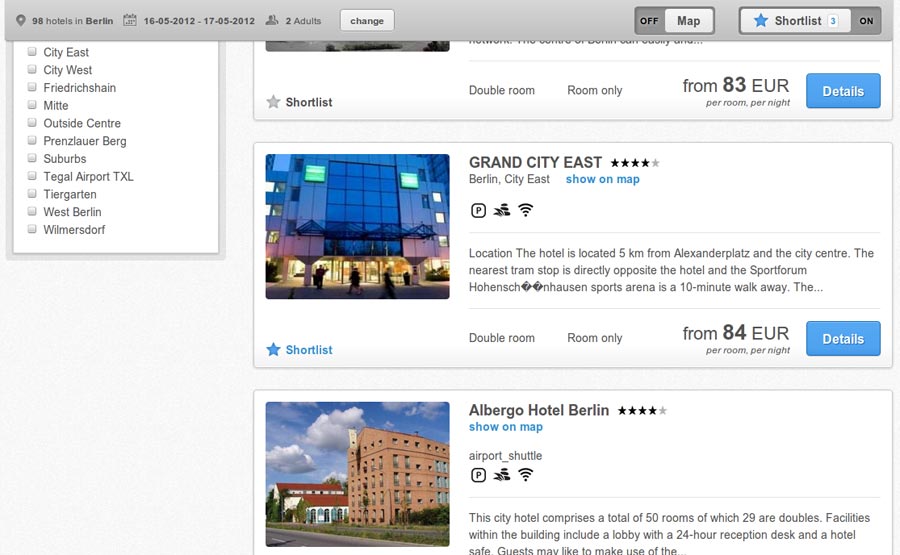 98 hotels in Berlin 16-05-2012 - 17-05-2012 2 Adults change OFF Map Shortlist 3 ON
City East
City West
Friedrichshain
Mitte
Outside Centre
Prenzlauer Berg
Suburbs
Tegal Airport TXL
Tiergarten
West Berlin
Wilmersdorf
network. The centre of Berlin can easily and...
Shortlist
Double room Room only from 83 EUR
per room, per night
Details
GRAND CITY EAST
Berlin, City East show on map
P
Location The hotel is located 5 km from Alexanderplatz and the city centre. The
nearest tram stop is directly opposite the hotel and the Sportforum
Hohensch��nhausen sports arena is a 10-minute walk away. The...
Shortlist
Double room Room only from 84 EUR
per room, per night
Details
Albergo Hotel Berlin
show on map
airport_shuttle
P
This city hotel comprises a total of 50 rooms of which 29 are doubles. Facilities
within the building include a lobby with a 24-hour reception desk and a hotel
safe. Guests may like to make use of the...